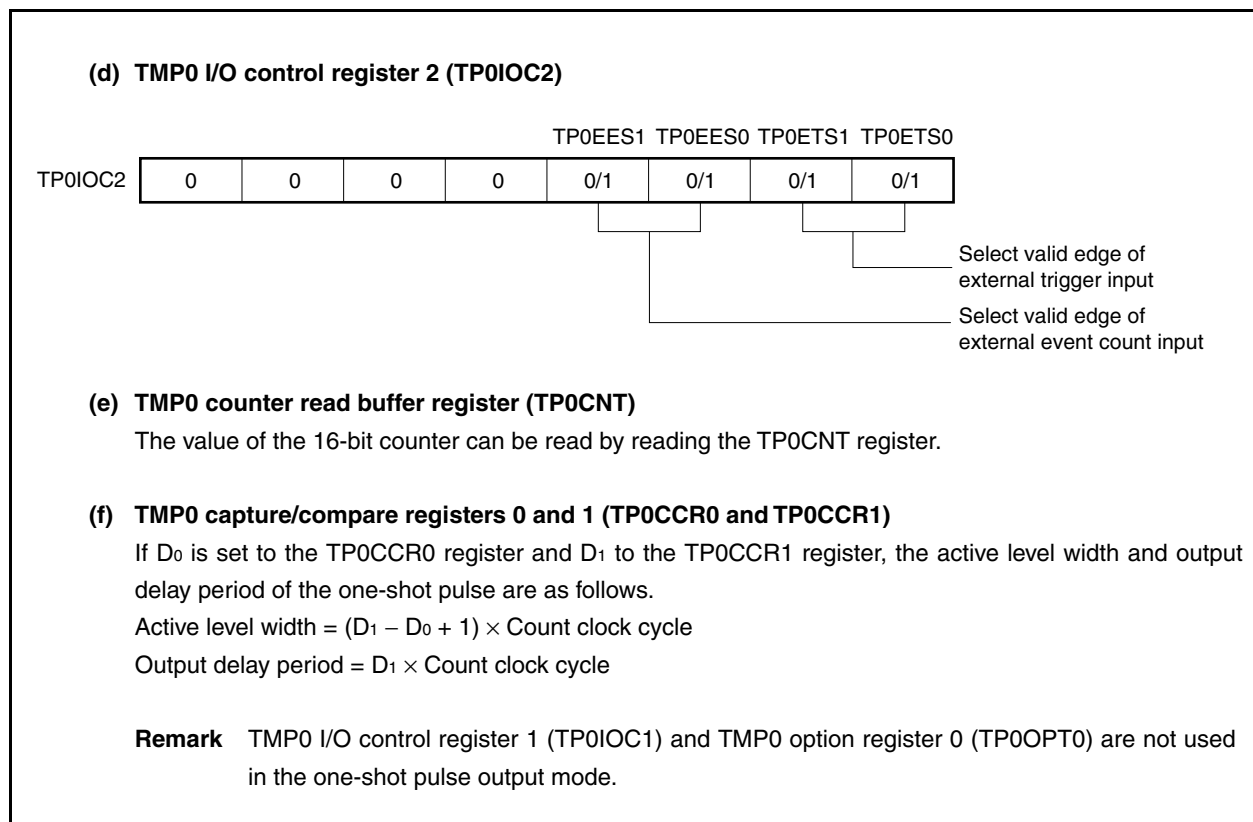 (d) TMP0 I/O control register 2 (TP0IOC2)
TP0EES1 TP0EES0 TP0ETS1 TP0ETS0
TP0IOC2 0 0 0 0 0/1 0/1 0/1 0/1
Select valid edge of
external trigger input
Select valid edge of
external event count input
(e) TMP0 counter read buffer register (TP0CNT)
The value of the 16-bit counter can be read by reading the TP0CNT register.
(f) TMP0 capture/compare registers 0 and 1 (TP0CCR0 and TP0CCR1)
If D0 is set to the TP0CCR0 register and D1 to the TP0CCR1 register, the active level width and output
delay period of the one-shot pulse are as follows.
Active level width = (D1 − D0 + 1) × Count clock cycle
Output delay period = D1 × Count clock cycle
Remark TMP0 I/O control register 1 (TP0IOC1) and TMP0 option register 0 (TP0OPT0) are not used
in the one-shot pulse output mode.